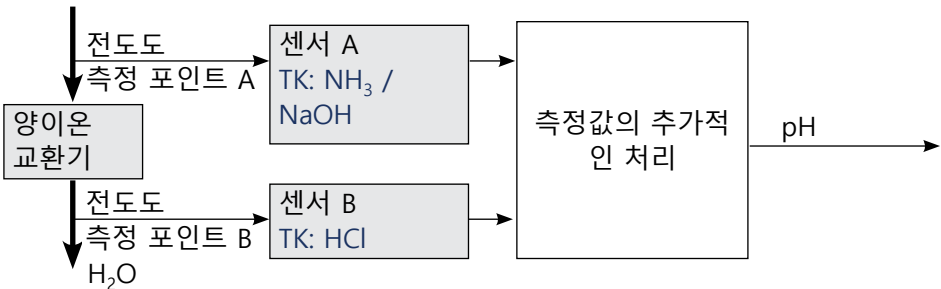 전도도
측정 포인트 A
양이온
교환기
전도도
측정 포인트 B
H₂O
센서 A
TK: NH₃ /
NaOH
센서 B
TK: HCl
측정값의 추가적
인 처리
pH